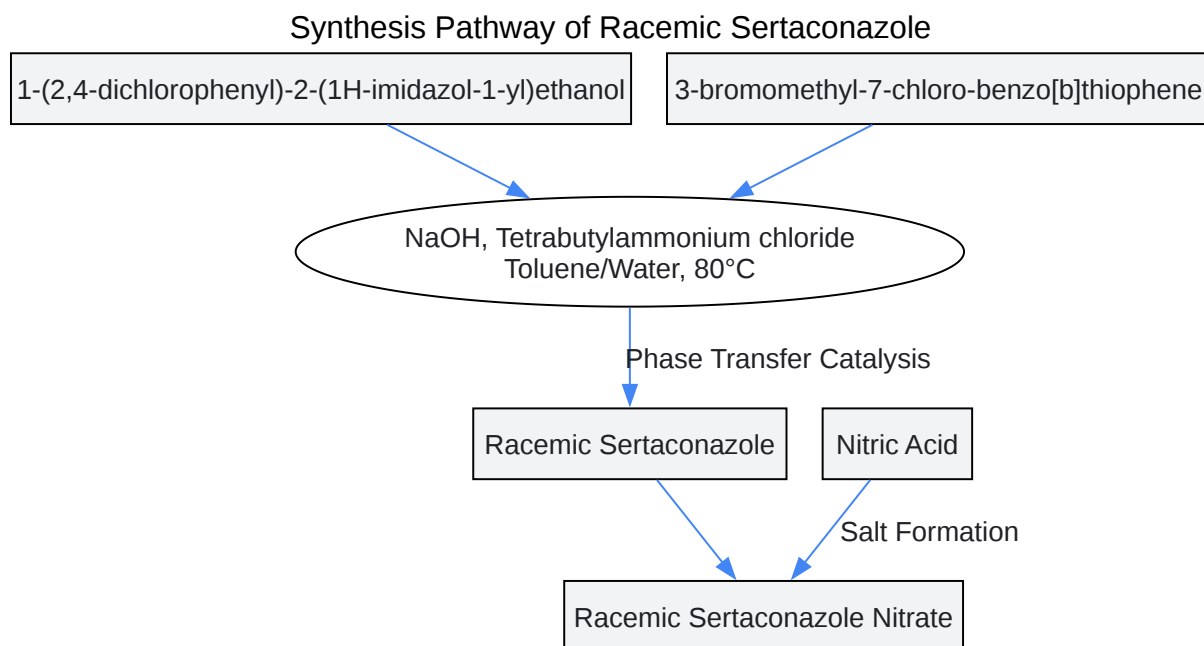 Synthesis Pathway of Racemic Sertaconazole
1-(2,4-dichlorophenyl)-2-(1H-imidazol-1-yl)ethanol
3-bromomethyl-7-chloro-benzo[b]thiophene
NaOH, Tetrabutylammonium chloride
Toluene/Water, 80°C
Phase Transfer Catalysis
Racemic Sertaconazole
Nitric Acid
Salt Formation
Racemic Sertaconazole Nitrate